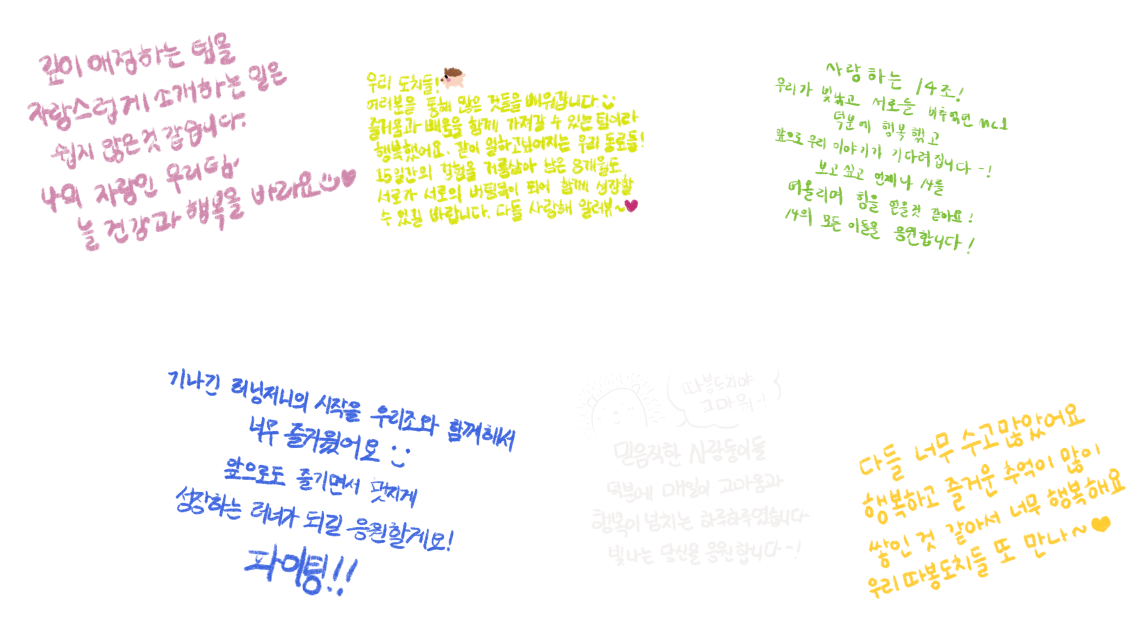 깊이 애정하는 팀을
자랑스럽게 소개하는 일은
쉽지 않은것 같습니다.
나의 자랑인 우리팀
늘 건강과 행복을 바라요
우리 도치들!
여러분을 통해 많은 것들을 배워갑니다
즐거움과 배움을 함께 가져갈 수 있는 팀이라
행복했어요. 같이 일하고싶어지는 우리 동료들!
15일간의 경험을 거름삼아 남은 8개월도
서로가 서로의 버팀목이 되어 함께 성장할
수 있길 바랍니다. 다들 사랑해 알러뷰~
사랑하는 14조!
우리가 빛났고 서로를 비추었던 nc1
덕분에 행복했고
앞으로 우리 이야기가 기다려집니다-!
보고싶고 언제나 14를
떠올리며 힘을 얻을것 같아요!
14의 모든 이들을 응원합니다!
기나긴 러닝저니의 시작을 우리조와 함께해서
너무 즐거웠어요 :)
앞으로도 즐기면서 멋지게
성장하는 러너가 되길 응원할게요!
파이팅!!
따봉도치야
고마워-!
믿음직한 사랑둥이들
덕분에 매일이 고마움과
행복이 넘치는 하루하루였습니다
빛나는 당신을 응원합니다-!
다들 너무 수고많았어요
행복하고 즐거운 추억이 많이
쌓인 것 같아서 너무 행복해요
우리 따봉도치들 또 만나~